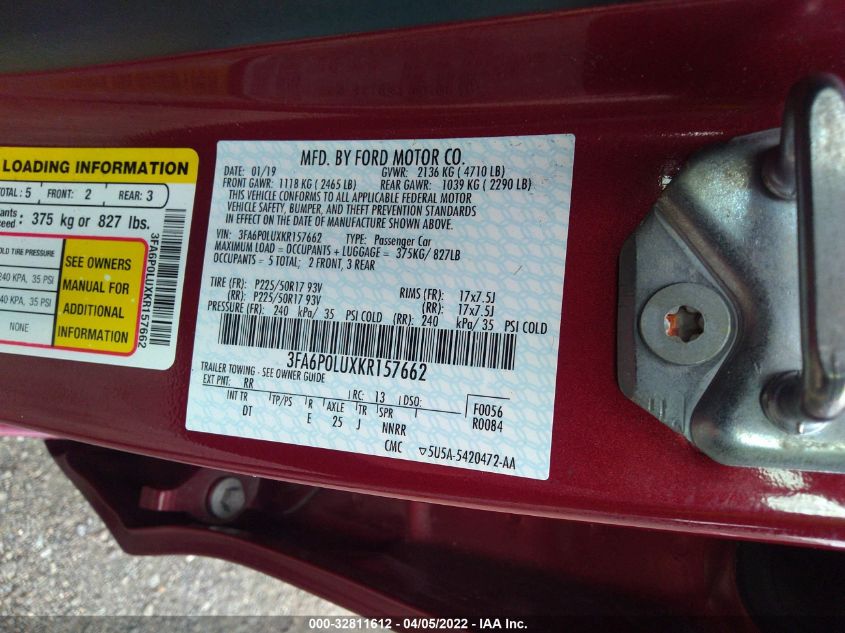 LOADING INFORMATION
TOTAL: 5 FRONT: 2 REAR: 3
375 kg or 827 lbs.
TIRE PRESSURE
240 KPA, 35 PSI
240 KPA, 35 PSI
NONE
SEE OWNERS
MANUAL FOR
ADDITIONAL
INFORMATION
3FA6P0LUXKR157662
MFD. BY FORD MOTOR CO.
DATE: 01/19 GVWR: 2136 KG (4710 LB)
FRONT GAWR: 1118 KG (2465 LB) REAR GAWR: 1039 KG (2290 LB)
THIS VEHICLE CONFORMS TO ALL APPLICABLE FEDERAL MOTOR
VEHICLE SAFETY, BUMPER, AND THEFT PREVENTION STANDARDS
IN EFFECT ON THE DATE OF MANUFACTURE SHOWN ABOVE.
VIN: 3FA6P0LUXKR157662 TYPE: Passenger Car
MAXIMUM LOAD = OCCUPANTS + LUGGAGE = 375KG/ 827LB
OCCUPANTS = 5 TOTAL; 2 FRONT, 3 REAR
TIRE (FR): P225/50R17 93V RIMS (FR): 17x7.5J
(RR): P225/50R17 93V (RR): 17x7.5J
PRESSURE (FR): 240 kPa/ 35 PSI COLD (RR): 240 kPa/ 35 PSI COLD
3FA6P0LUXKR157662
TRAILER TOWING - SEE OWNER GUIDE
EXT PNT: RR RC: 13 DSO: F0056
INT TR TP/PS R AXLE TR SPR R0084
DT E 25 J NNRR
CMC ▽5U5A-5420472-AA
000-32811612 - 04/05/2022 - IAA Inc.